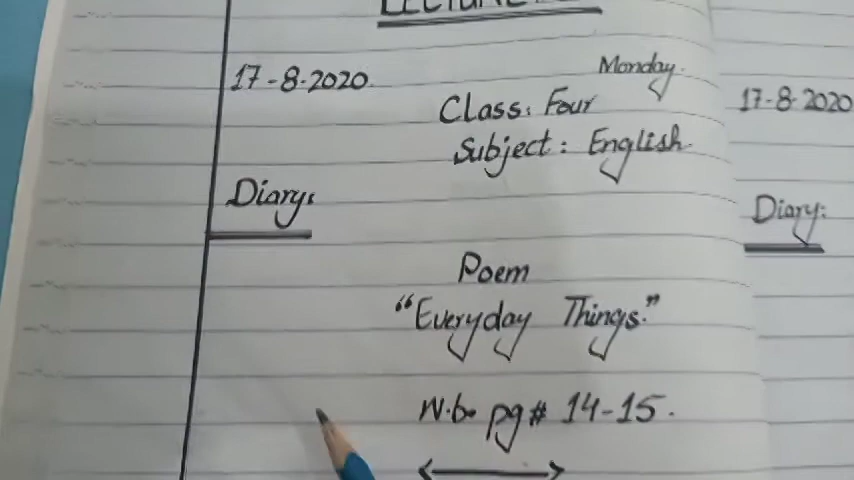 LECTURE
17-8-2020
Monday.
Class: Four
Subject: English
Diary:
Poem
"Everyday Things."
W.b. pg# 14-15.
17-8-2020
Diary: